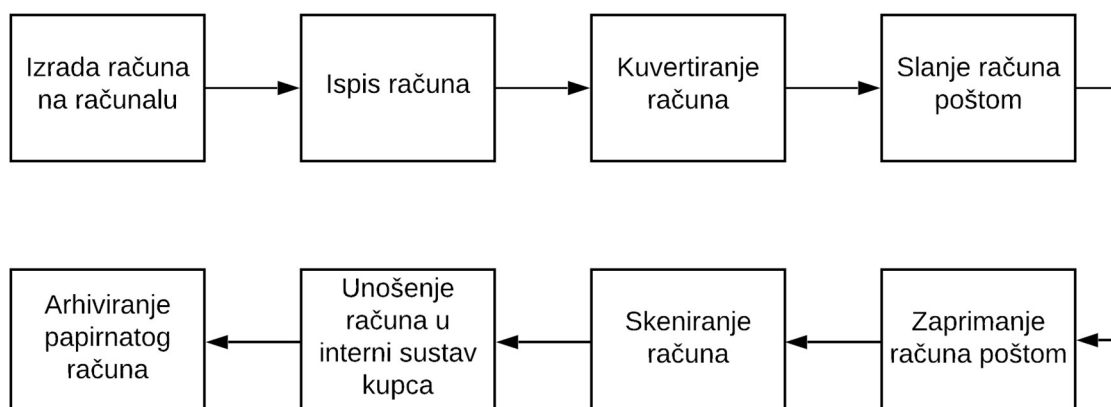 Izrada računa
na računalu
Ispis računa
Kuvertiranje
računa
Slanje računa
poštom
Zaprimanje
računa poštom
Skeniranje
računa
Unošenje
računa u
interni sustav
kupca
Arhiviranje
papirnatog
računa